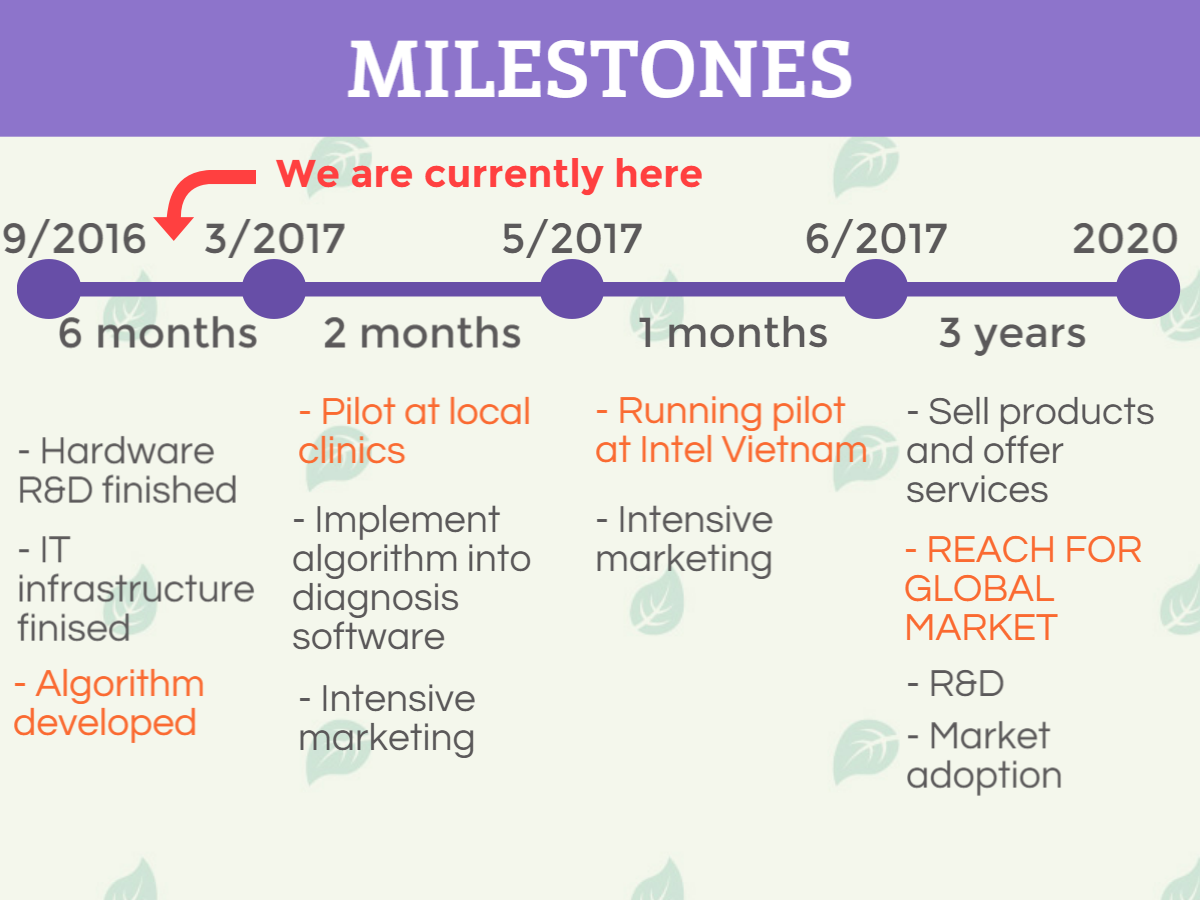 MILESTONES
We are currently here
9/2016
3/2017
5/2017
6/2017
2020
6 months
2 months
1 months
3 years
- Hardware
R&D finished
- IT
infrastructure
finised
- Algorithm
developed
- Pilot at local
clinics
- Implement
algorithm into
diagnosis
software
- Intensive
marketing
- Running pilot
at Intel Vietnam
- Intensive
marketing
- Sell products
and offer
services
- REACH FOR
GLOBAL
MARKET
- R&D
- Market
adoption